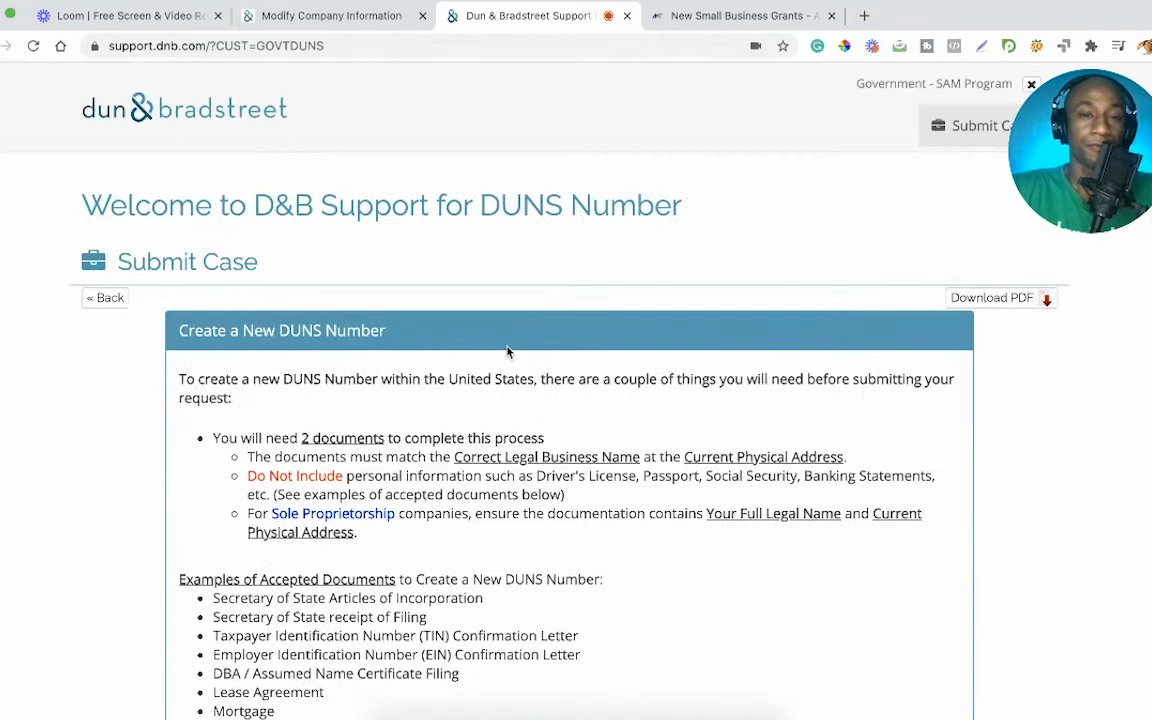 Loom | Free Screen & Video Re
Modify Company Information
Dun & Bradstreet Support
New Small Business Grants - A
support.dnb.com/?CUST=GOVTDUNS
Government - SAM Program
dun & bradstreet
Submit C
Welcome to D&B Support for DUNS Number
Submit Case
« Back
Download PDF
Create a New DUNS Number
To create a new DUNS Number within the United States, there are a couple of things you will need before submitting your
request:
You will need 2 documents to complete this process
The documents must match the Correct Legal Business Name at the Current Physical Address.
Do Not Include personal information such as Driver's License, Passport, Social Security, Banking Statements,
etc. (See examples of accepted documents below)
For Sole Proprietorship companies, ensure the documentation contains Your Full Legal Name and Current
Physical Address.
Examples of Accepted Documents to Create a New DUNS Number:
Secretary of State Articles of Incorporation
Secretary of State receipt of Filing
Taxpayer Identification Number (TIN) Confirmation Letter
Employer Identification Number (EIN) Confirmation Letter
DBA / Assumed Name Certificate Filing
Lease Agreement
Mortgage